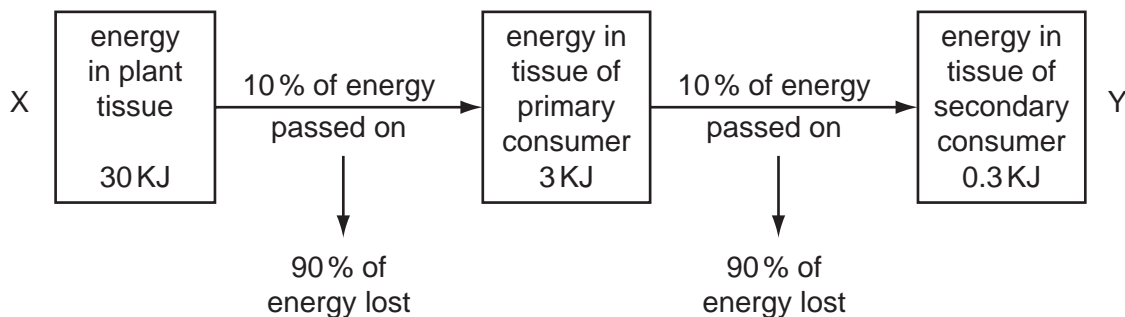 X
energy
in plant
tissue
30 KJ
10 % of energy
passed on
90 % of
energy lost
energy in
tissue of
primary
consumer
3 KJ
10 % of energy
passed on
90 % of
energy lost
energy in
tissue of
secondary
consumer
0.3 KJ
Y